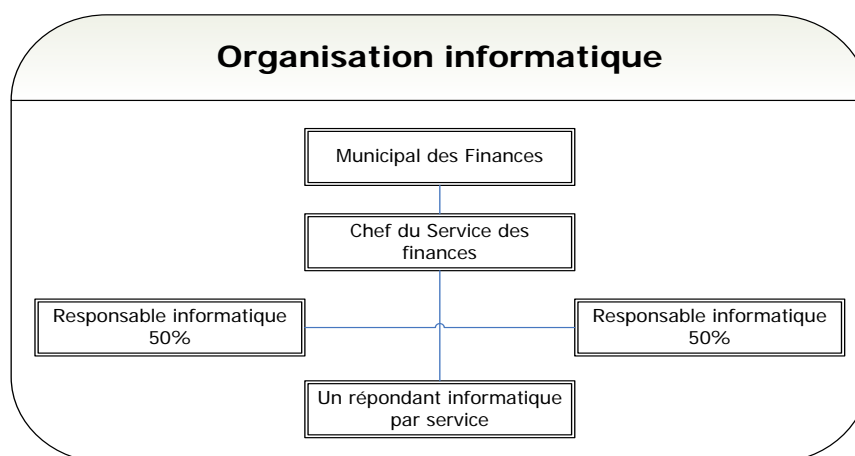 Organisation informatique
Municipal des Finances
Chef du Service des
finances
Responsable informatique
50%
Responsable informatique
50%
Un répondant informatique
par service